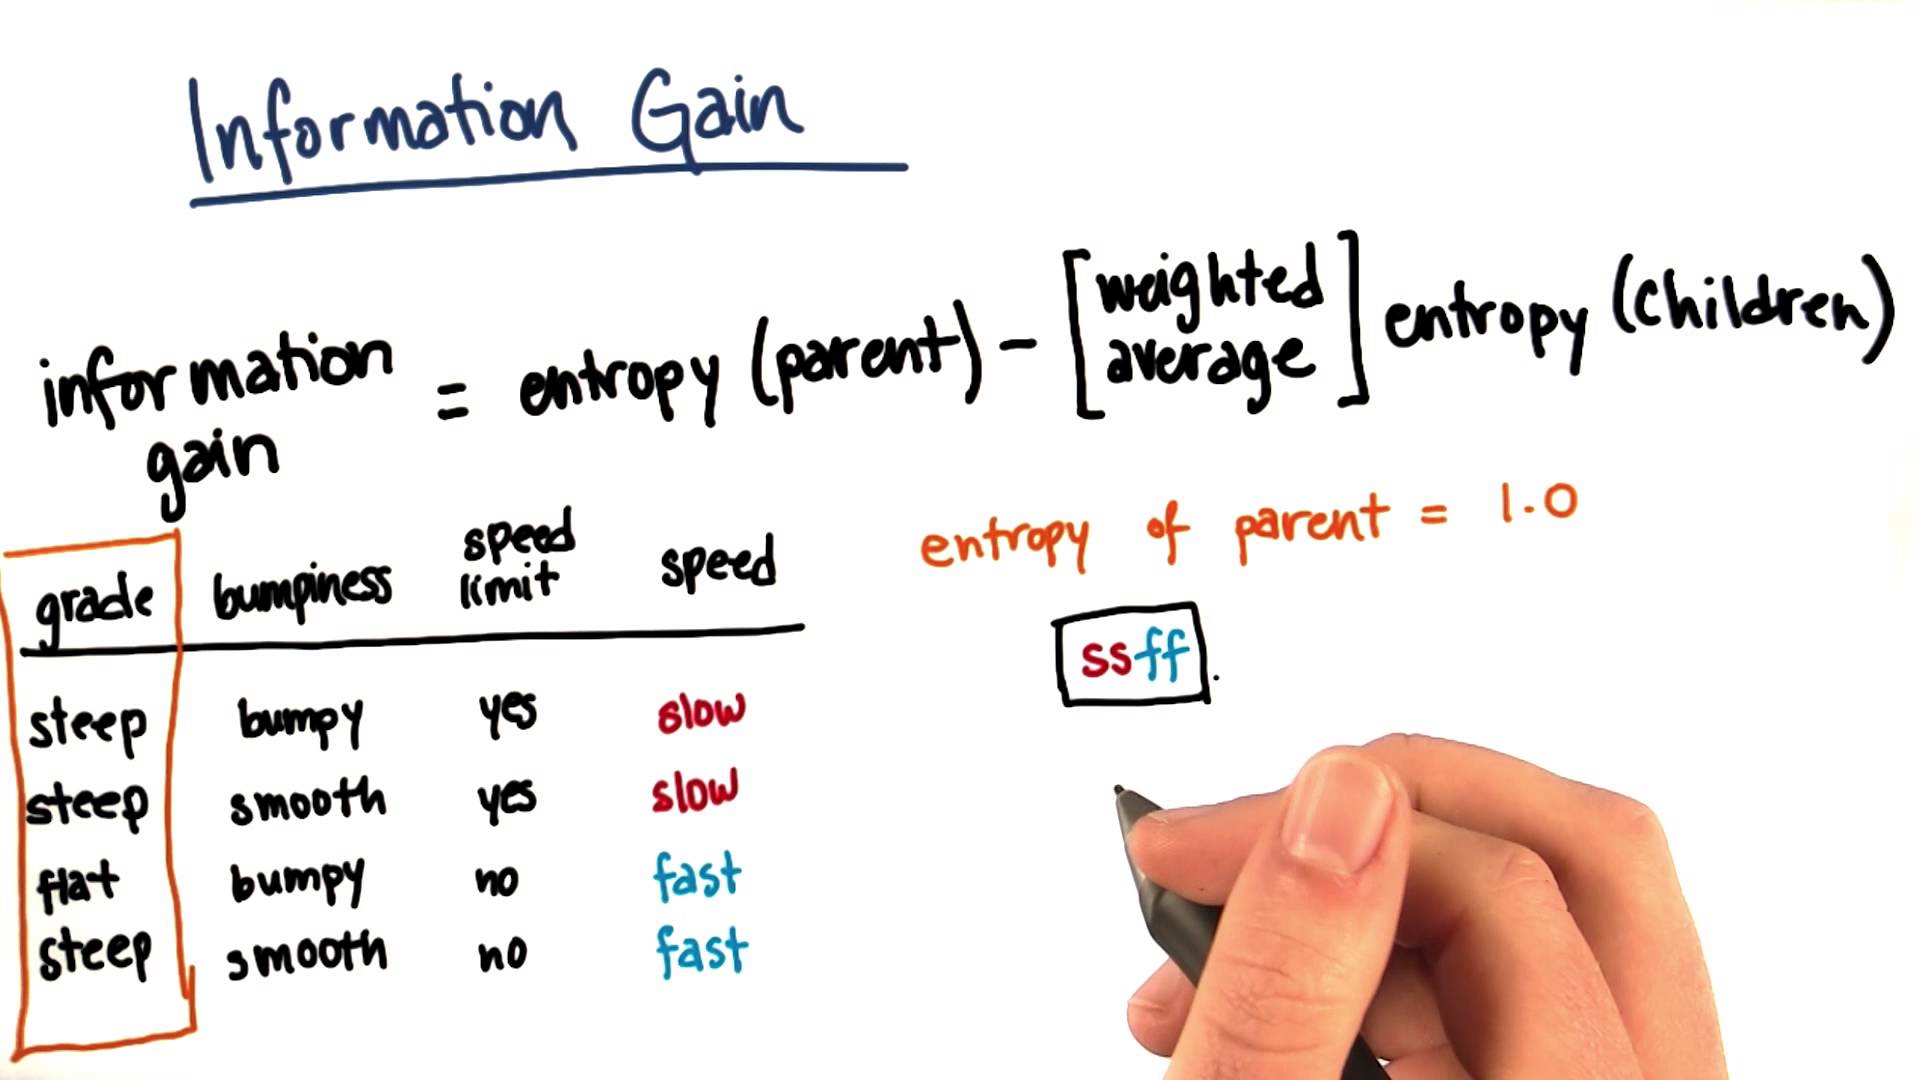 Information Gain
information gain = entropy (parent) - [weighted average] entropy (children)
entropy of parent = 1.0
ssff
grade bumpiness speed limit speed
steep bumpy yes slow
steep smooth yes slow
flat bumpy no fast
steep smooth no fast